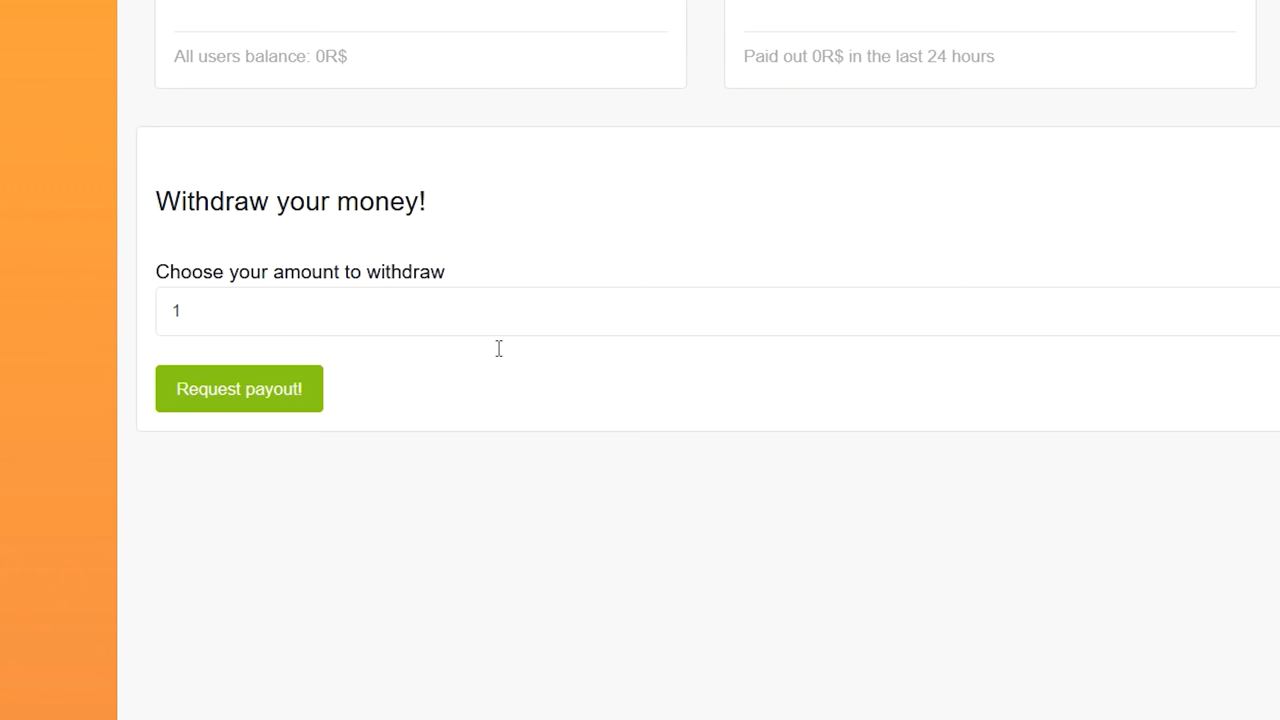 All users balance: 0R$
Paid out 0R$ in the last 24 hours
Withdraw your money!
Choose your amount to withdraw
1
Request payout!